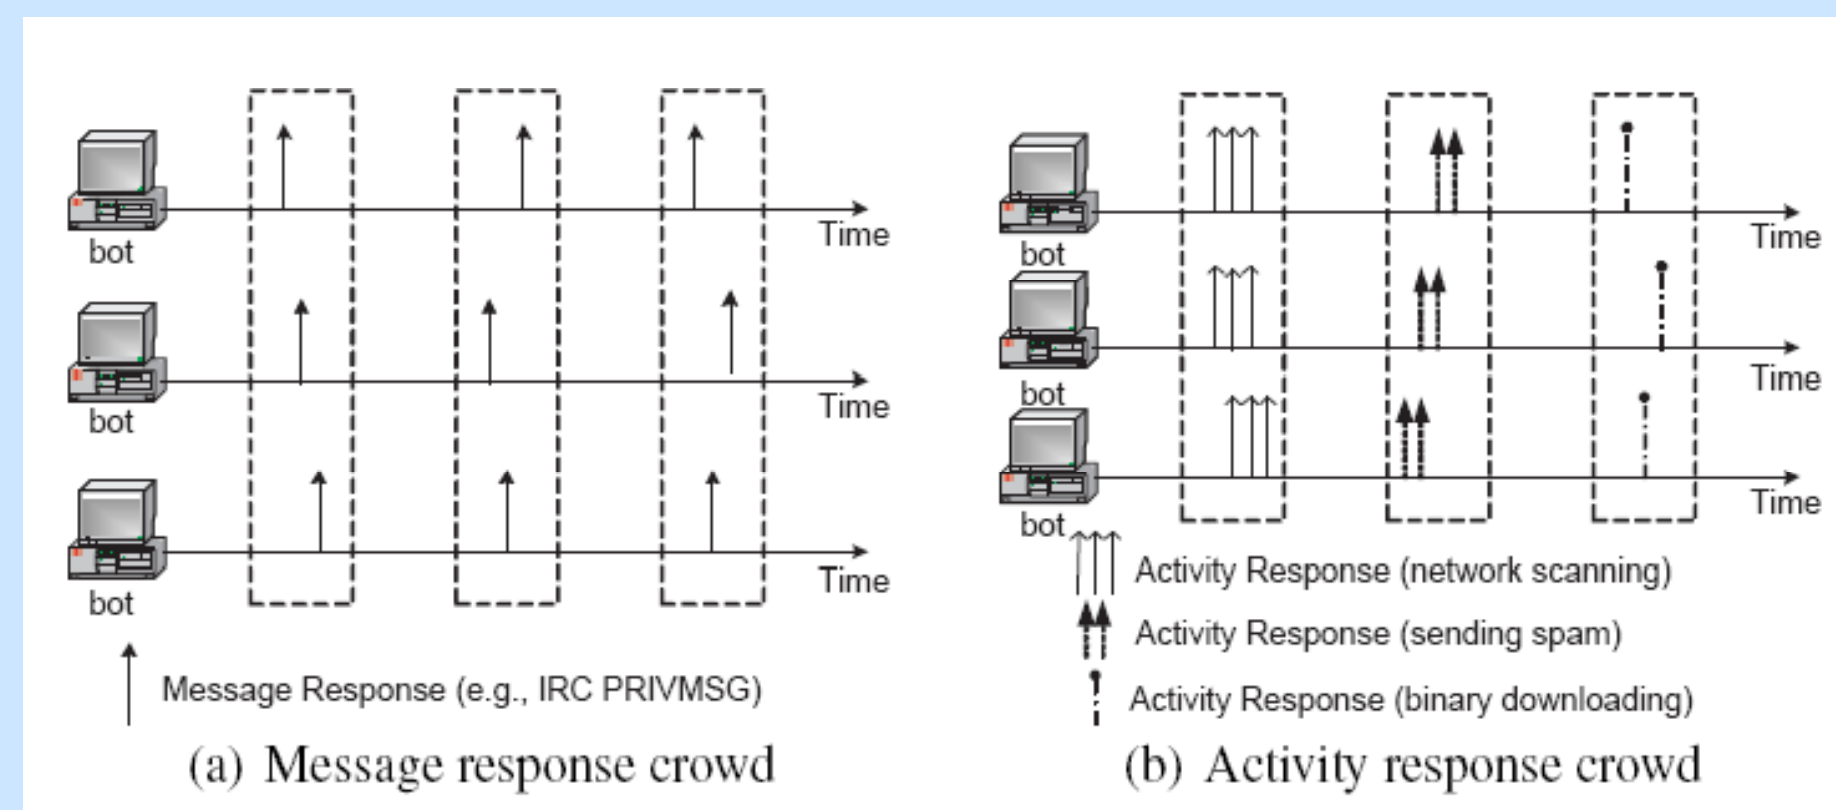 Time
bot
Time
bot
Time
bot
Message Response (e.g., IRC PRIVMSG)
(a) Message response crowd
Time
bot
Time
bot
Time
bot
Activity Response (network scanning)
Activity Response (sending spam)
Activity Response (binary downloading)
(b) Activity response crowd